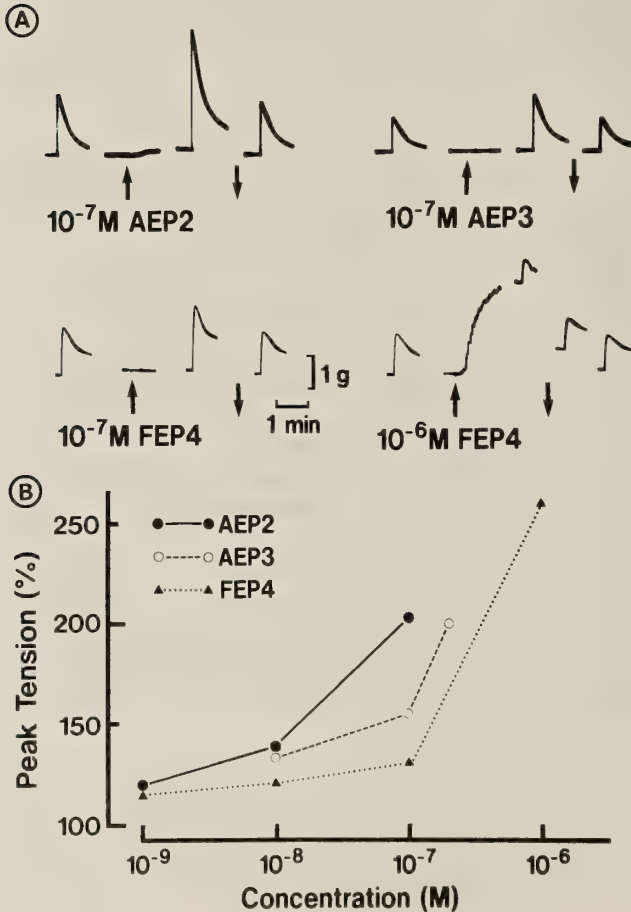 A
10⁻⁷M AEP2
10⁻⁷M AEP3
1 g
1 min
10⁻⁷M FEP4
10⁻⁶M FEP4
B
AEP2
AEP3
FEP4
250
200
150
100
Peak Tension (%)
10⁻⁹
10⁻⁸
10⁻⁷
10⁻⁶
Concentration (M)